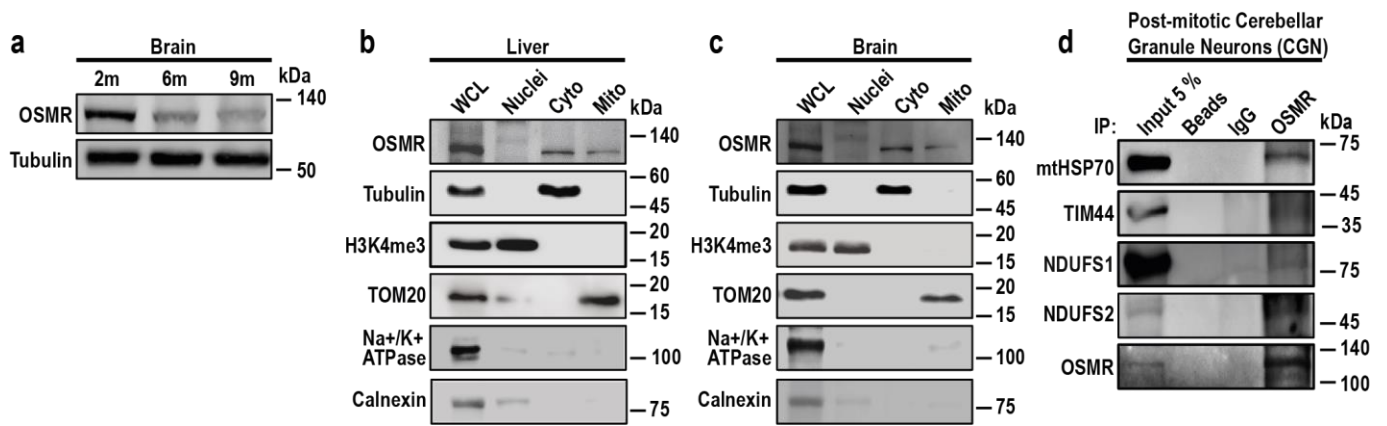 a
Brain
2m 6m 9m kDa
OSMR
140
Tubulin
50
b
Liver
WCL Nuclei Cyto Mito kDa
OSMR
140
Tubulin
60
45
H3K4me3
20
15
TOM20
20
15
Na+/K+
ATPase
100
Calnexin
75
c
Brain
WCL Nuclei Cyto Mito kDa
OSMR
140
Tubulin
60
45
H3K4me3
20
15
TOM20
20
15
Na+/K+
ATPase
100
Calnexin
75
d
Post-mitotic Cerebellar
Granule Neurons (CGN)
IP: Input 5 % Beads IgG OSMR kDa
mtHSP70
75
TIM44
45
35
NDUFS1
75
NDUFS2
45
OSMR
140
100